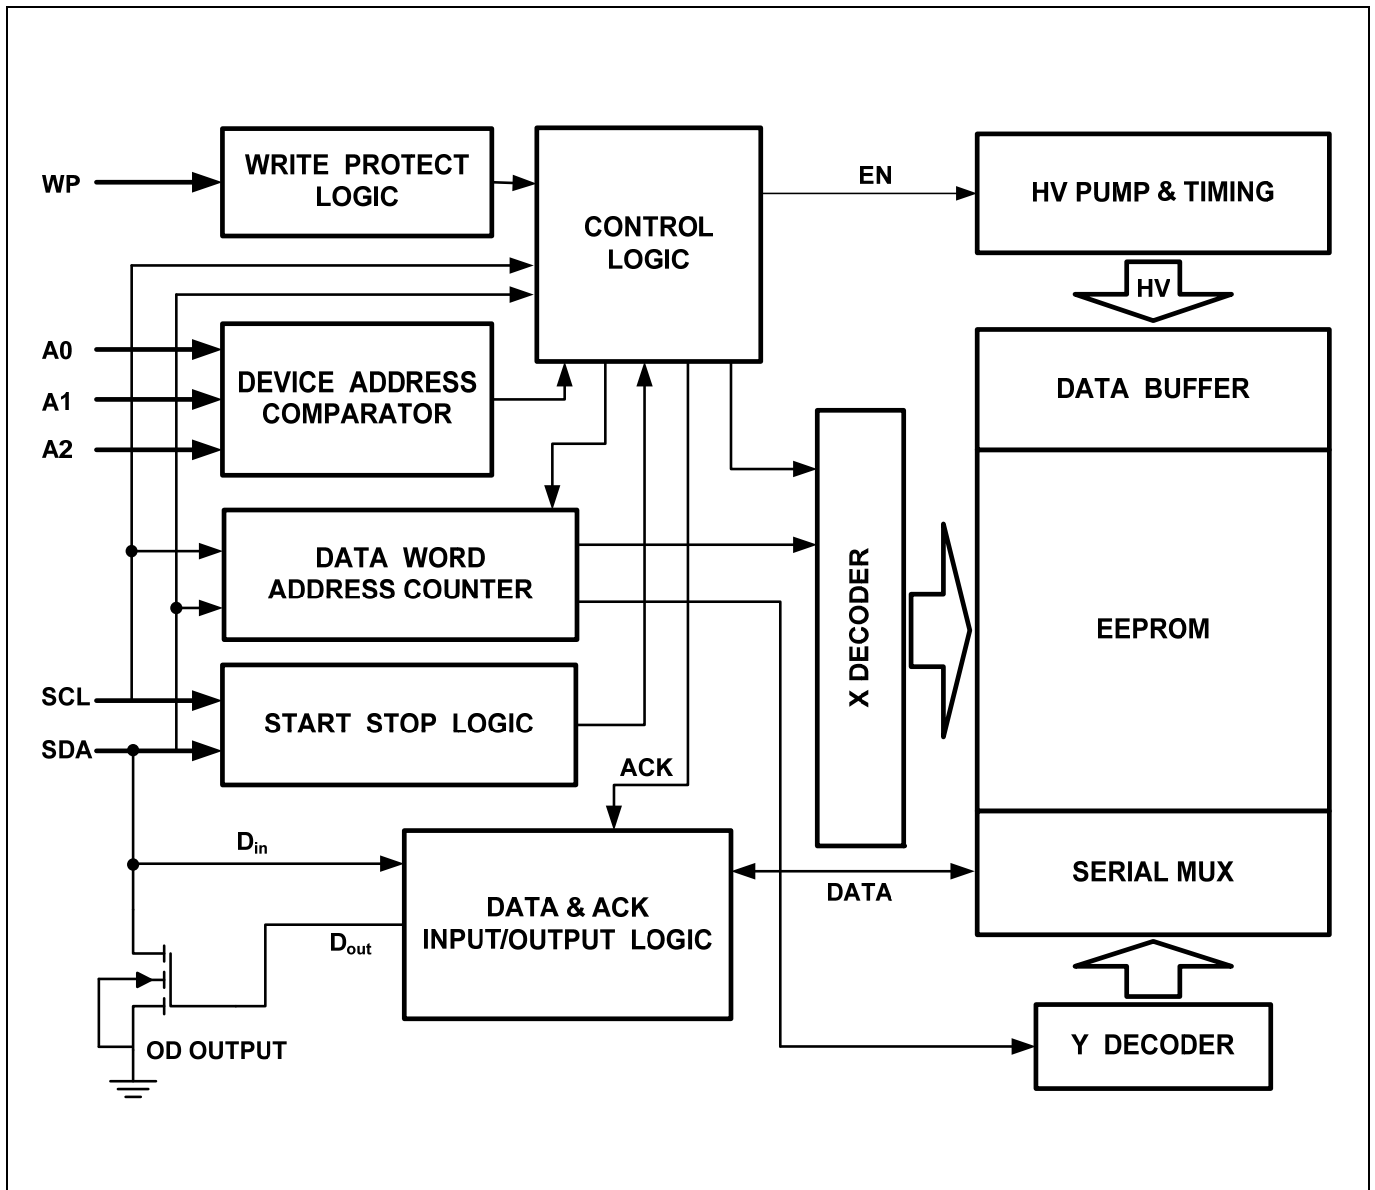 WP
WRITE PROTECT
LOGIC
CONTROL
LOGIC
EN
HV PUMP & TIMING
HV
A0
A1
A2
DEVICE ADDRESS
COMPARATOR
DATA BUFFER
DATA WORD
ADDRESS COUNTER
X DECODER
EEPROM
SCL
SDA
START STOP LOGIC
ACK
Din
Dout
DATA & ACK
INPUT/OUTPUT LOGIC
DATA
SERIAL MUX
OD OUTPUT
Y DECODER